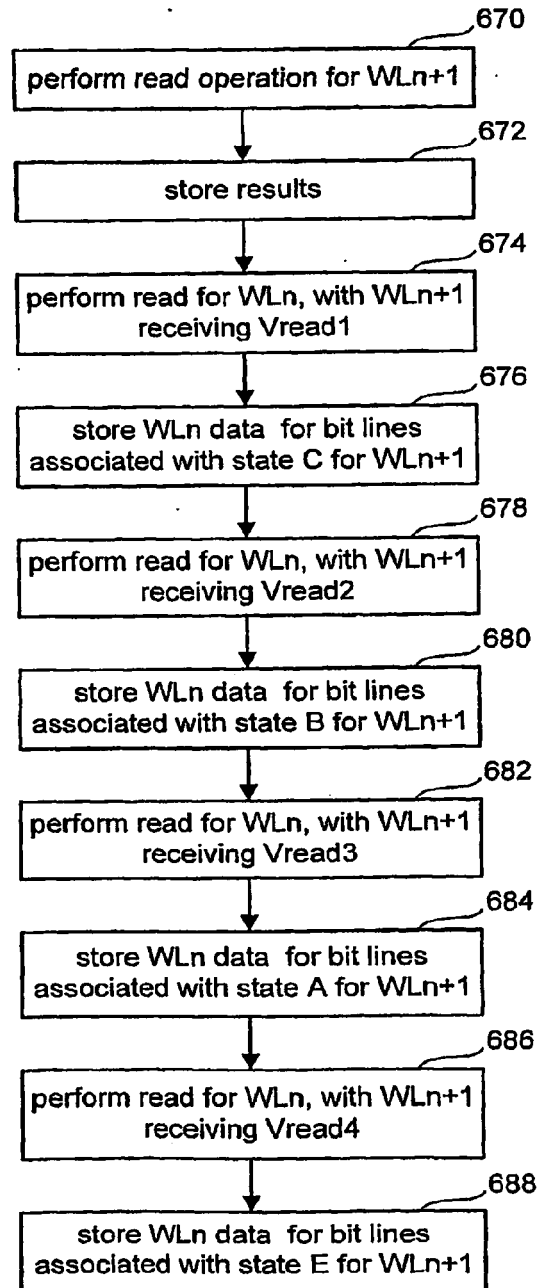 670
perform read operation for WLn+1
672
store results
674
perform read for WLn, with WLn+1
receiving Vread1
676
store WLn data for bit lines
associated with state C for WLn+1
678
perform read for WLn, with WLn+1
receiving Vread2
680
store WLn data for bit lines
associated with state B for WLn+1
682
perform read for WLn, with WLn+1
receiving Vread3
684
store WLn data for bit lines
associated with state A for WLn+1
686
perform read for WLn, with WLn+1
receiving Vread4
688
store WLn data for bit lines
associated with state E for WLn+1